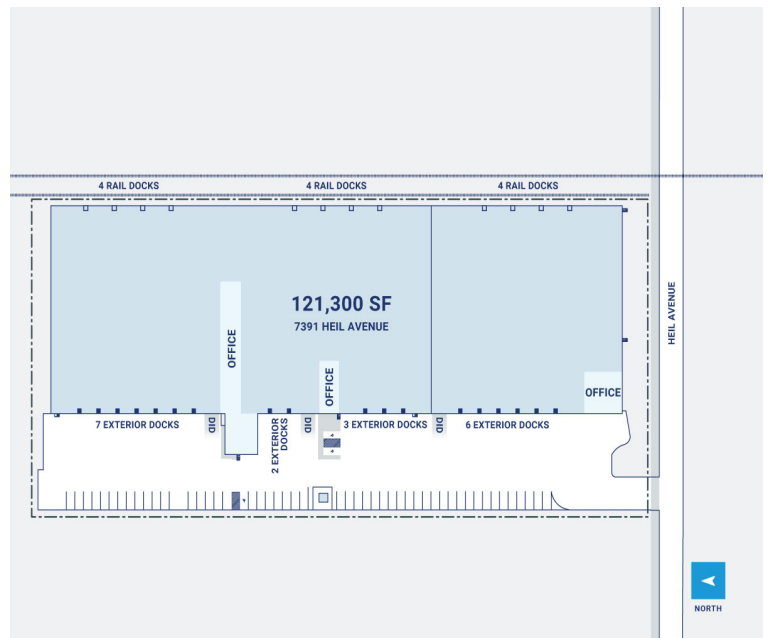 4 RAIL DOCKS
4 RAIL DOCKS
4 RAIL DOCKS
121,300 SF
7391 HEIL AVENUE
HEIL AVENUE
OFFICE
OFFICE
OFFICE
7 EXTERIOR DOCKS
DID
2 EXTERIOR
DOCKS
DID
3 EXTERIOR DOCKS
DID
6 EXTERIOR DOCKS
NORTH